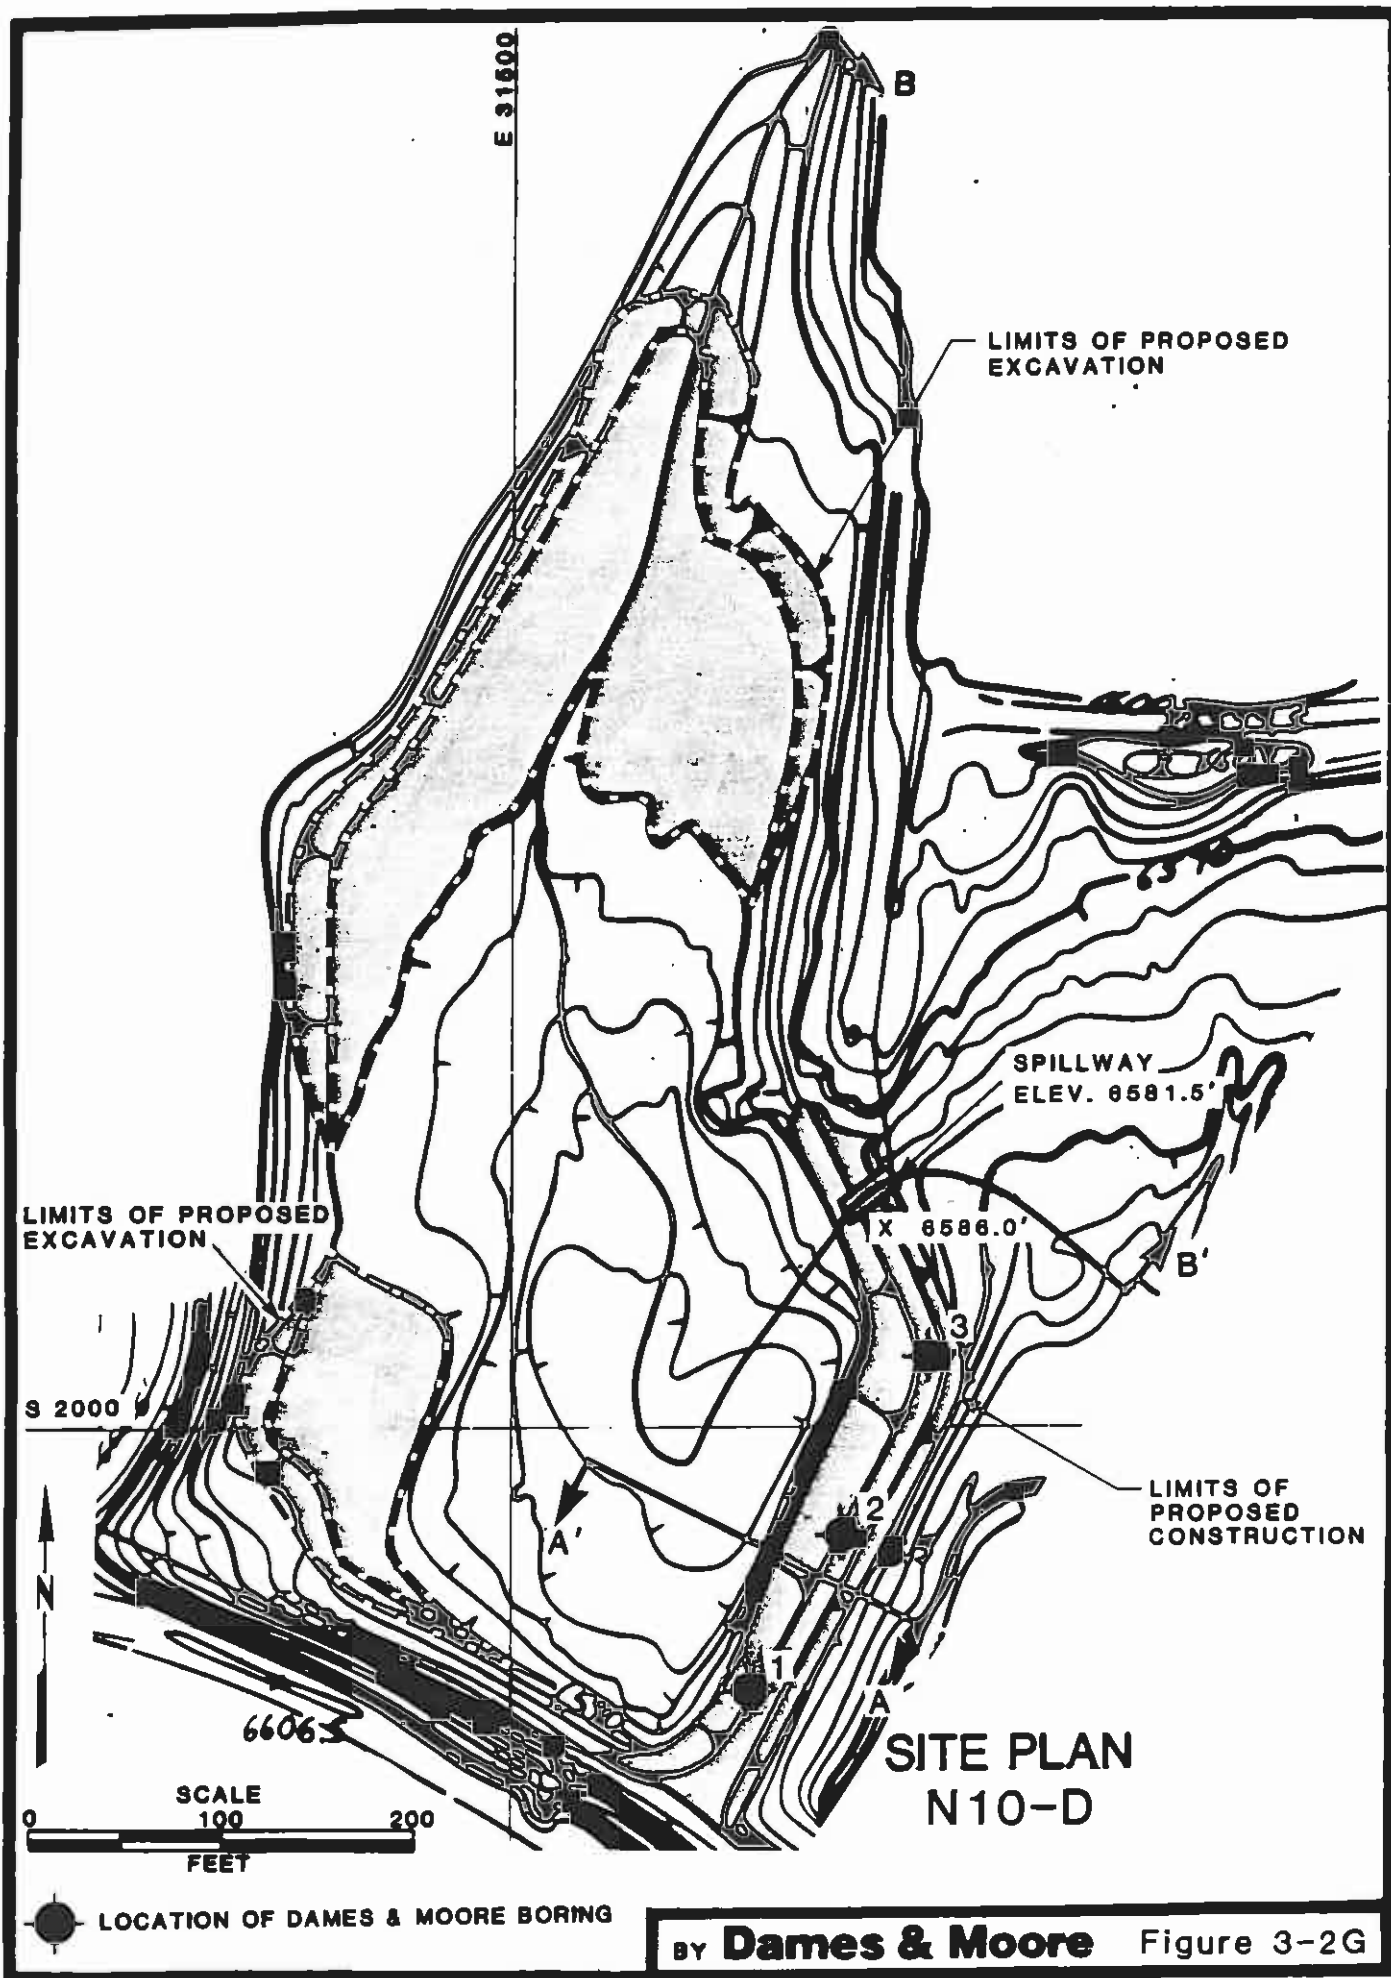 E 31500
B
LIMITS OF PROPOSED
EXCAVATION
SPILLWAY
ELEV. 6581.5'
X 6586.0'
B'
LIMITS OF PROPOSED
EXCAVATION
3
S 2000
LIMITS OF
PROPOSED
CONSTRUCTION
2
A'
N
1
A
6606
SITE PLAN
N10-D
SCALE
0 100 200
FEET
LOCATION OF DAMES & MOORE BORING
BY Dames & Moore Figure 3-2G